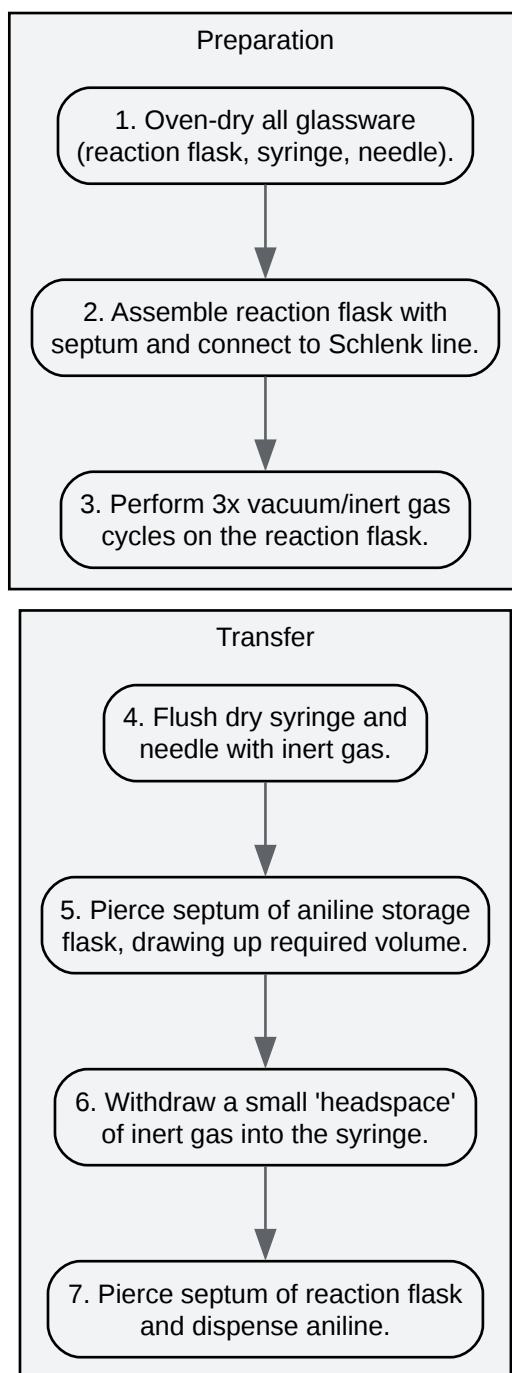 Preparation
1. Oven-dry all glassware
(reaction flask, syringe, needle).
2. Assemble reaction flask with
septum and connect to Schlenk line.
3. Perform 3x vacuum/inert gas
cycles on the reaction flask.
Transfer
4. Flush dry syringe and
needle with inert gas.
5. Pierce septum of aniline storage
flask, drawing up required volume.
6. Withdraw a small 'headspace'
of inert gas into the syringe.
7. Pierce septum of reaction flask
and dispense aniline.